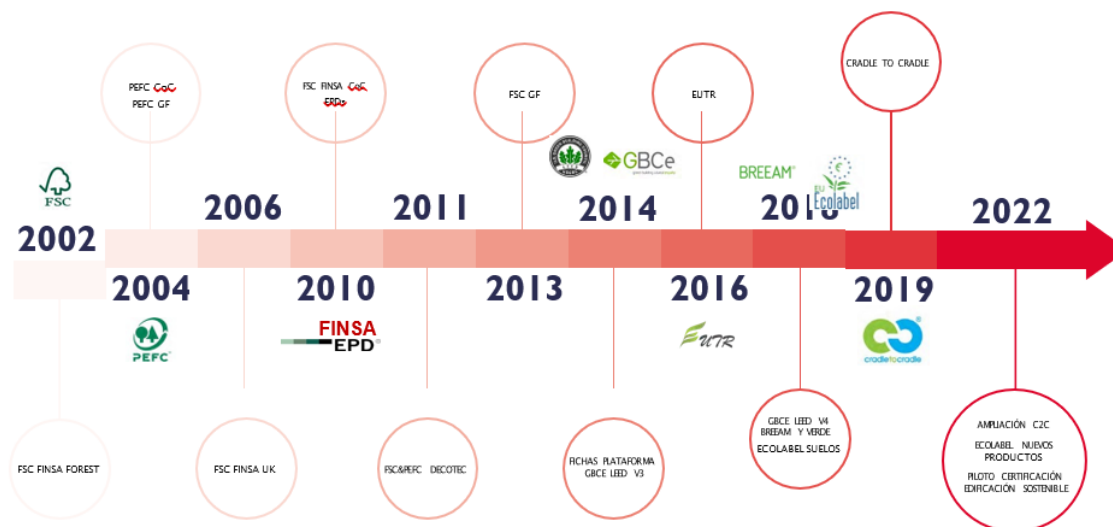 PEFC CoC
PEFC GF
FSC FINSA CoC
EPDs
FSC GF
EUTR
CRADLE TO CRADLE
FSC
GBCe
BREEAM®
EU
Ecolabel
2002
2006
2011
2014
2018
2022
2004
2010
2013
2016
2019
PEFC
FINSA
EPD®
EUTR
cradletocradle
FSC FINSA FOREST
FSC FINSA UK
FSC&PEFC DECOTEC
FICHAS PLATAFORMA
GBCE LEED V3
GBCE LEED V4
BREEAM Y VERDE
ECOLABEL SUELOS
AMPLIACIÓN C2C
ECOLABEL NUEVOS
PRODUCTOS
PILOTO CERTIFICACIÓN
EDIFICACIÓN SOSTENIBLE